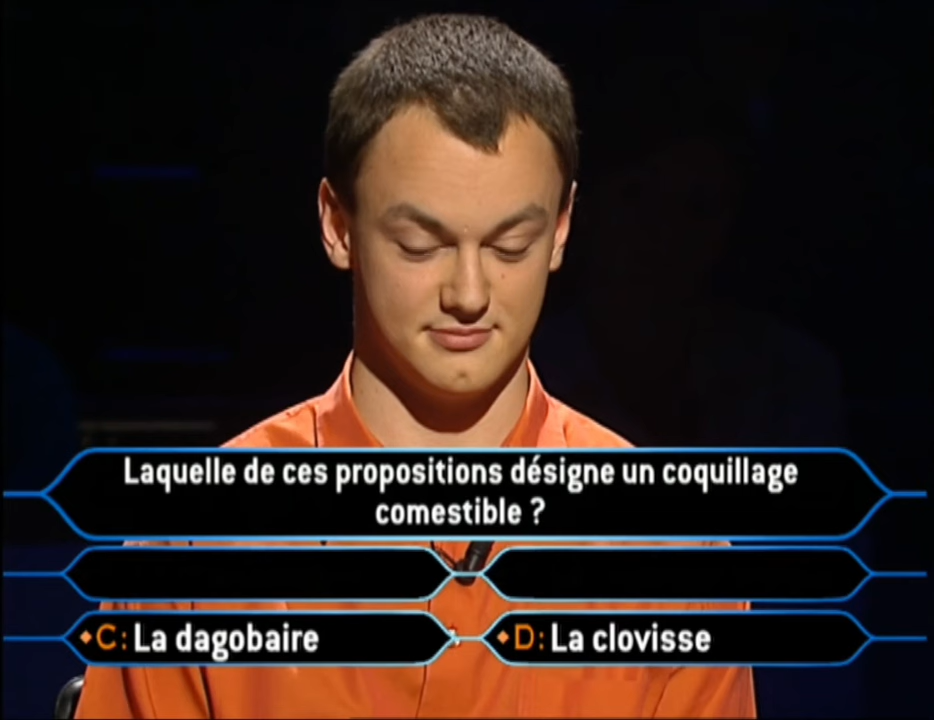 Laquelle de ces propositions désigne un coquillage
comestible ?
C: La dagobaire
D: La clovisse